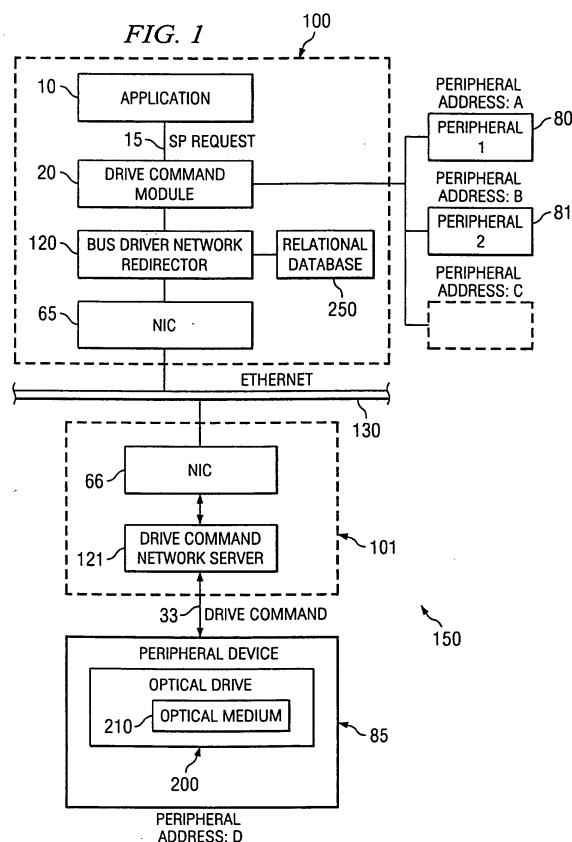 FIG. 1
100
10
APPLICATION
15
SP REQUEST
20
DRIVE COMMAND
MODULE
120
BUS DRIVER NETWORK
REDIRECTOR
RELATIONAL
DATABASE
250
65
NIC
PERIPHERAL
ADDRESS: A
80
PERIPHERAL
1
PERIPHERAL
ADDRESS: B
81
PERIPHERAL
2
PERIPHERAL
ADDRESS: C
ETHERNET
130
66
NIC
121
DRIVE COMMAND
NETWORK SERVER
101
33
DRIVE COMMAND
150
PERIPHERAL DEVICE
OPTICAL DRIVE
210
OPTICAL MEDIUM
85
200
PERIPHERAL
ADDRESS: D